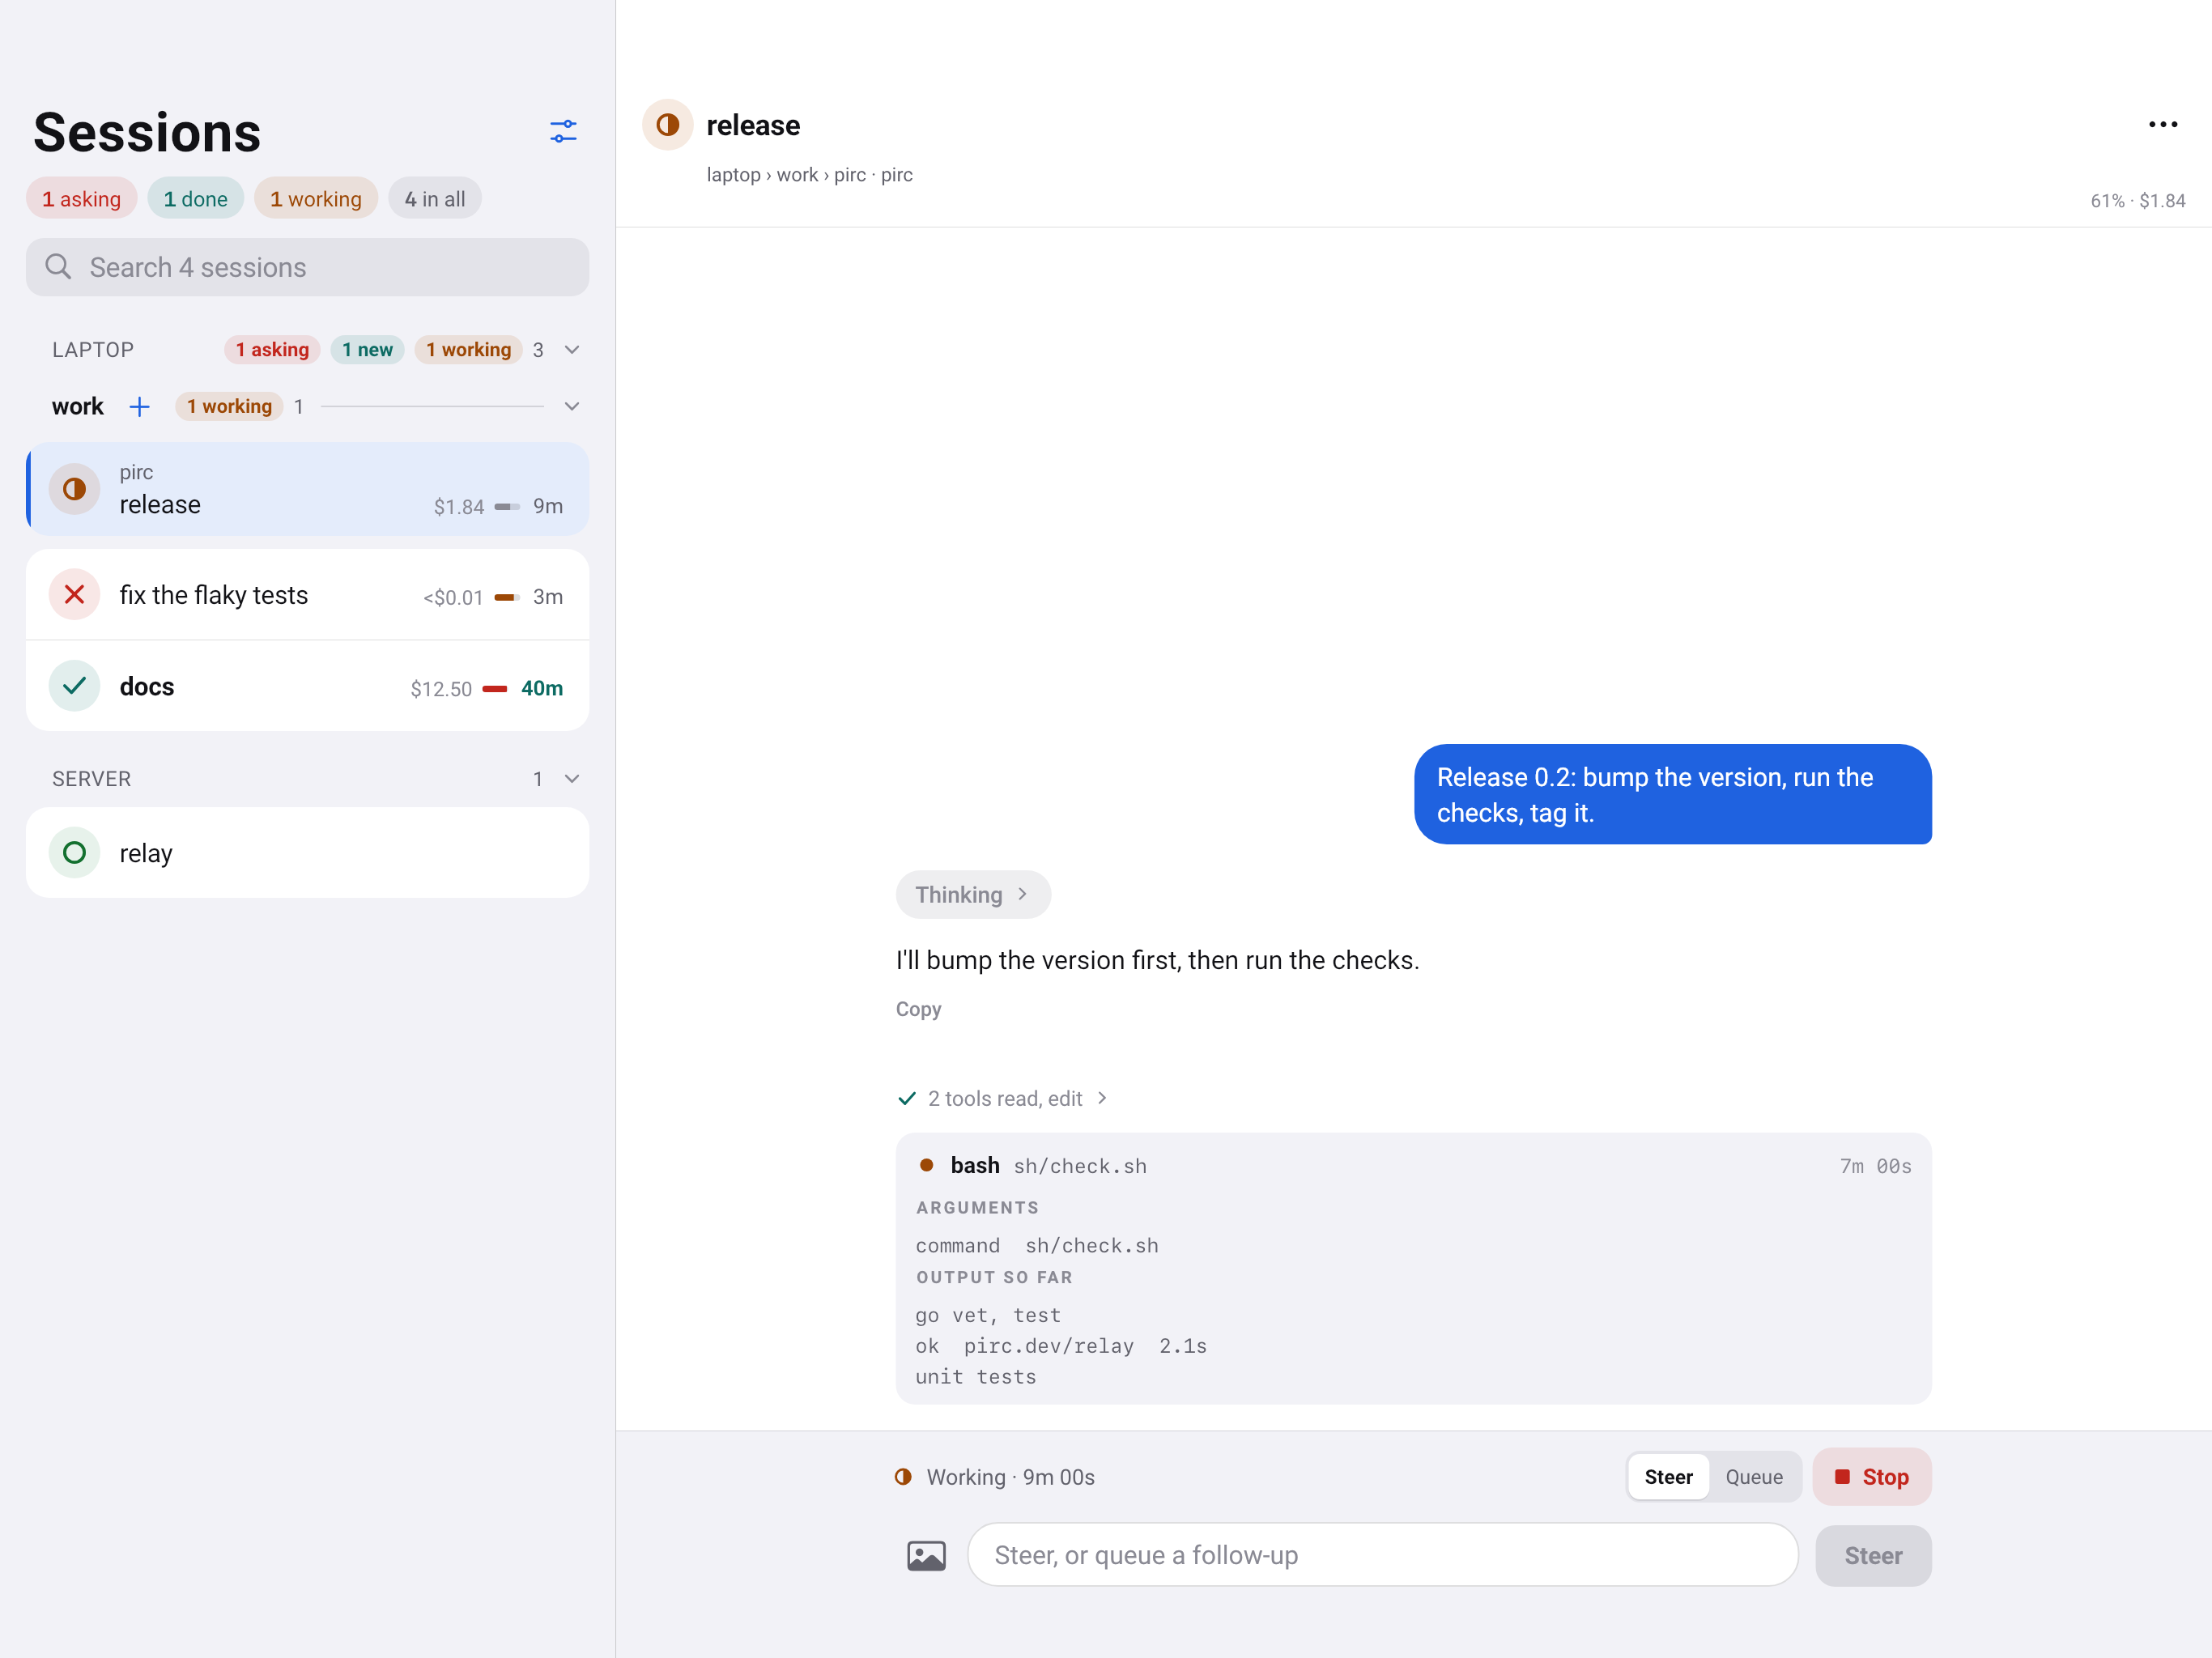 Sessions
1 asking 1 done 1 working 4 in all
Search 4 sessions
LAPTOP 1 asking 1 new 1 working 3
work 1 working 1
pirc
release $1.84 9m
fix the flaky tests <$0.01 3m
docs $12.50 40m
SERVER 1
relay
release
laptop › work › pirc · pirc
61% · $1.84
Release 0.2: bump the version, run the
checks, tag it.
Thinking
I'll bump the version first, then run the checks.
Copy
2 tools read, edit
bash sh/check.sh 7m 00s
ARGUMENTS
command sh/check.sh
OUTPUT SO FAR
go vet, test
ok pirc.dev/relay 2.1s
unit tests
Working · 9m 00s Steer Queue Stop
Steer, or queue a follow-up Steer